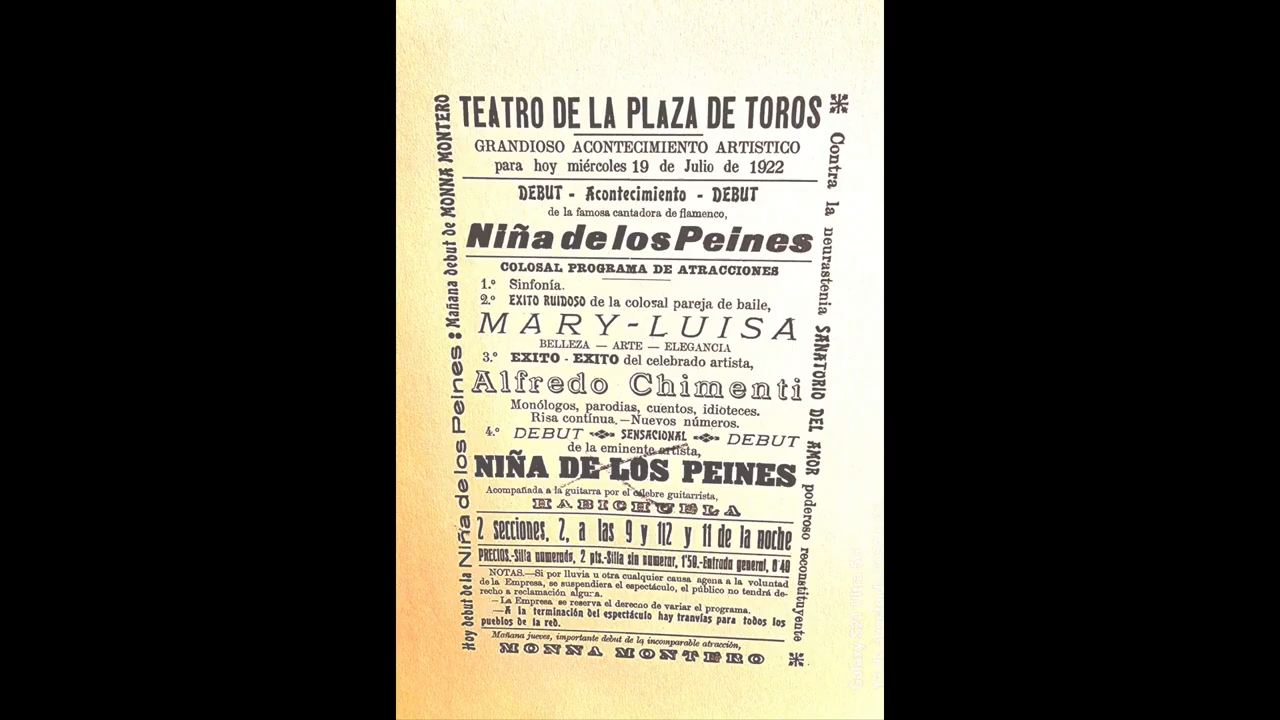 TEATRO DE LA PLAZA DE TOROS
GRANDIOSO ACONTECIMIENTO ARTISTICO
para hoy miércoles 19 de Julio de 1922
DEBUT - Acontecimiento - DEBUT
de la famosa cantadora de flamenco,
Niña de los Peines
COLOSAL PROGRAMA DE ATRACCIONES
1.º Sinfonía.
2.º EXITO RUIDOSO de la colosal pareja de baile,
MARY-LUISA
BELLEZA — ARTE — ELEGANCIA
3.º EXITO - EXITO del celebrado artista,
Alfredo Chimenti
Monólogos, parodias, cuentos, idioteces.
Risa contínua.—Nuevos números.
4.º DEBUT SENSACIONAL DEBUT
de la eminente artista,
NIÑA DE LOS PEINES
Acompañada a la guitarra por el célebre guitarrista,
HABICHUELA
2 secciones, 2, a las 9 y 1|2 y 11 de la noche
PRECIOS.-Silla numerada, 2 pts.-Silla sin numerar, 1'50.-Entrada general, 0'40
NOTAS.—Si por lluvia u otra cualquier causa agena a la voluntad
de la Empresa, se suspendiera el espectáculo, el público no tendrá de-
recho a reclamación alguna.
—La Empresa se reserva el derecno de variar el programa.
—A la terminación del espectáculo hay tranvías para todos los
pueblos de la red.
Mañana jueves, importante debut de la incomparable atracción,
MONNA MONTERO
Hoy debut de la Niña de los Peines : Mañana debut de MONNA MONTERO
Contra la neurastenia SANATORIO DEL AMOR poderoso reconstituyente